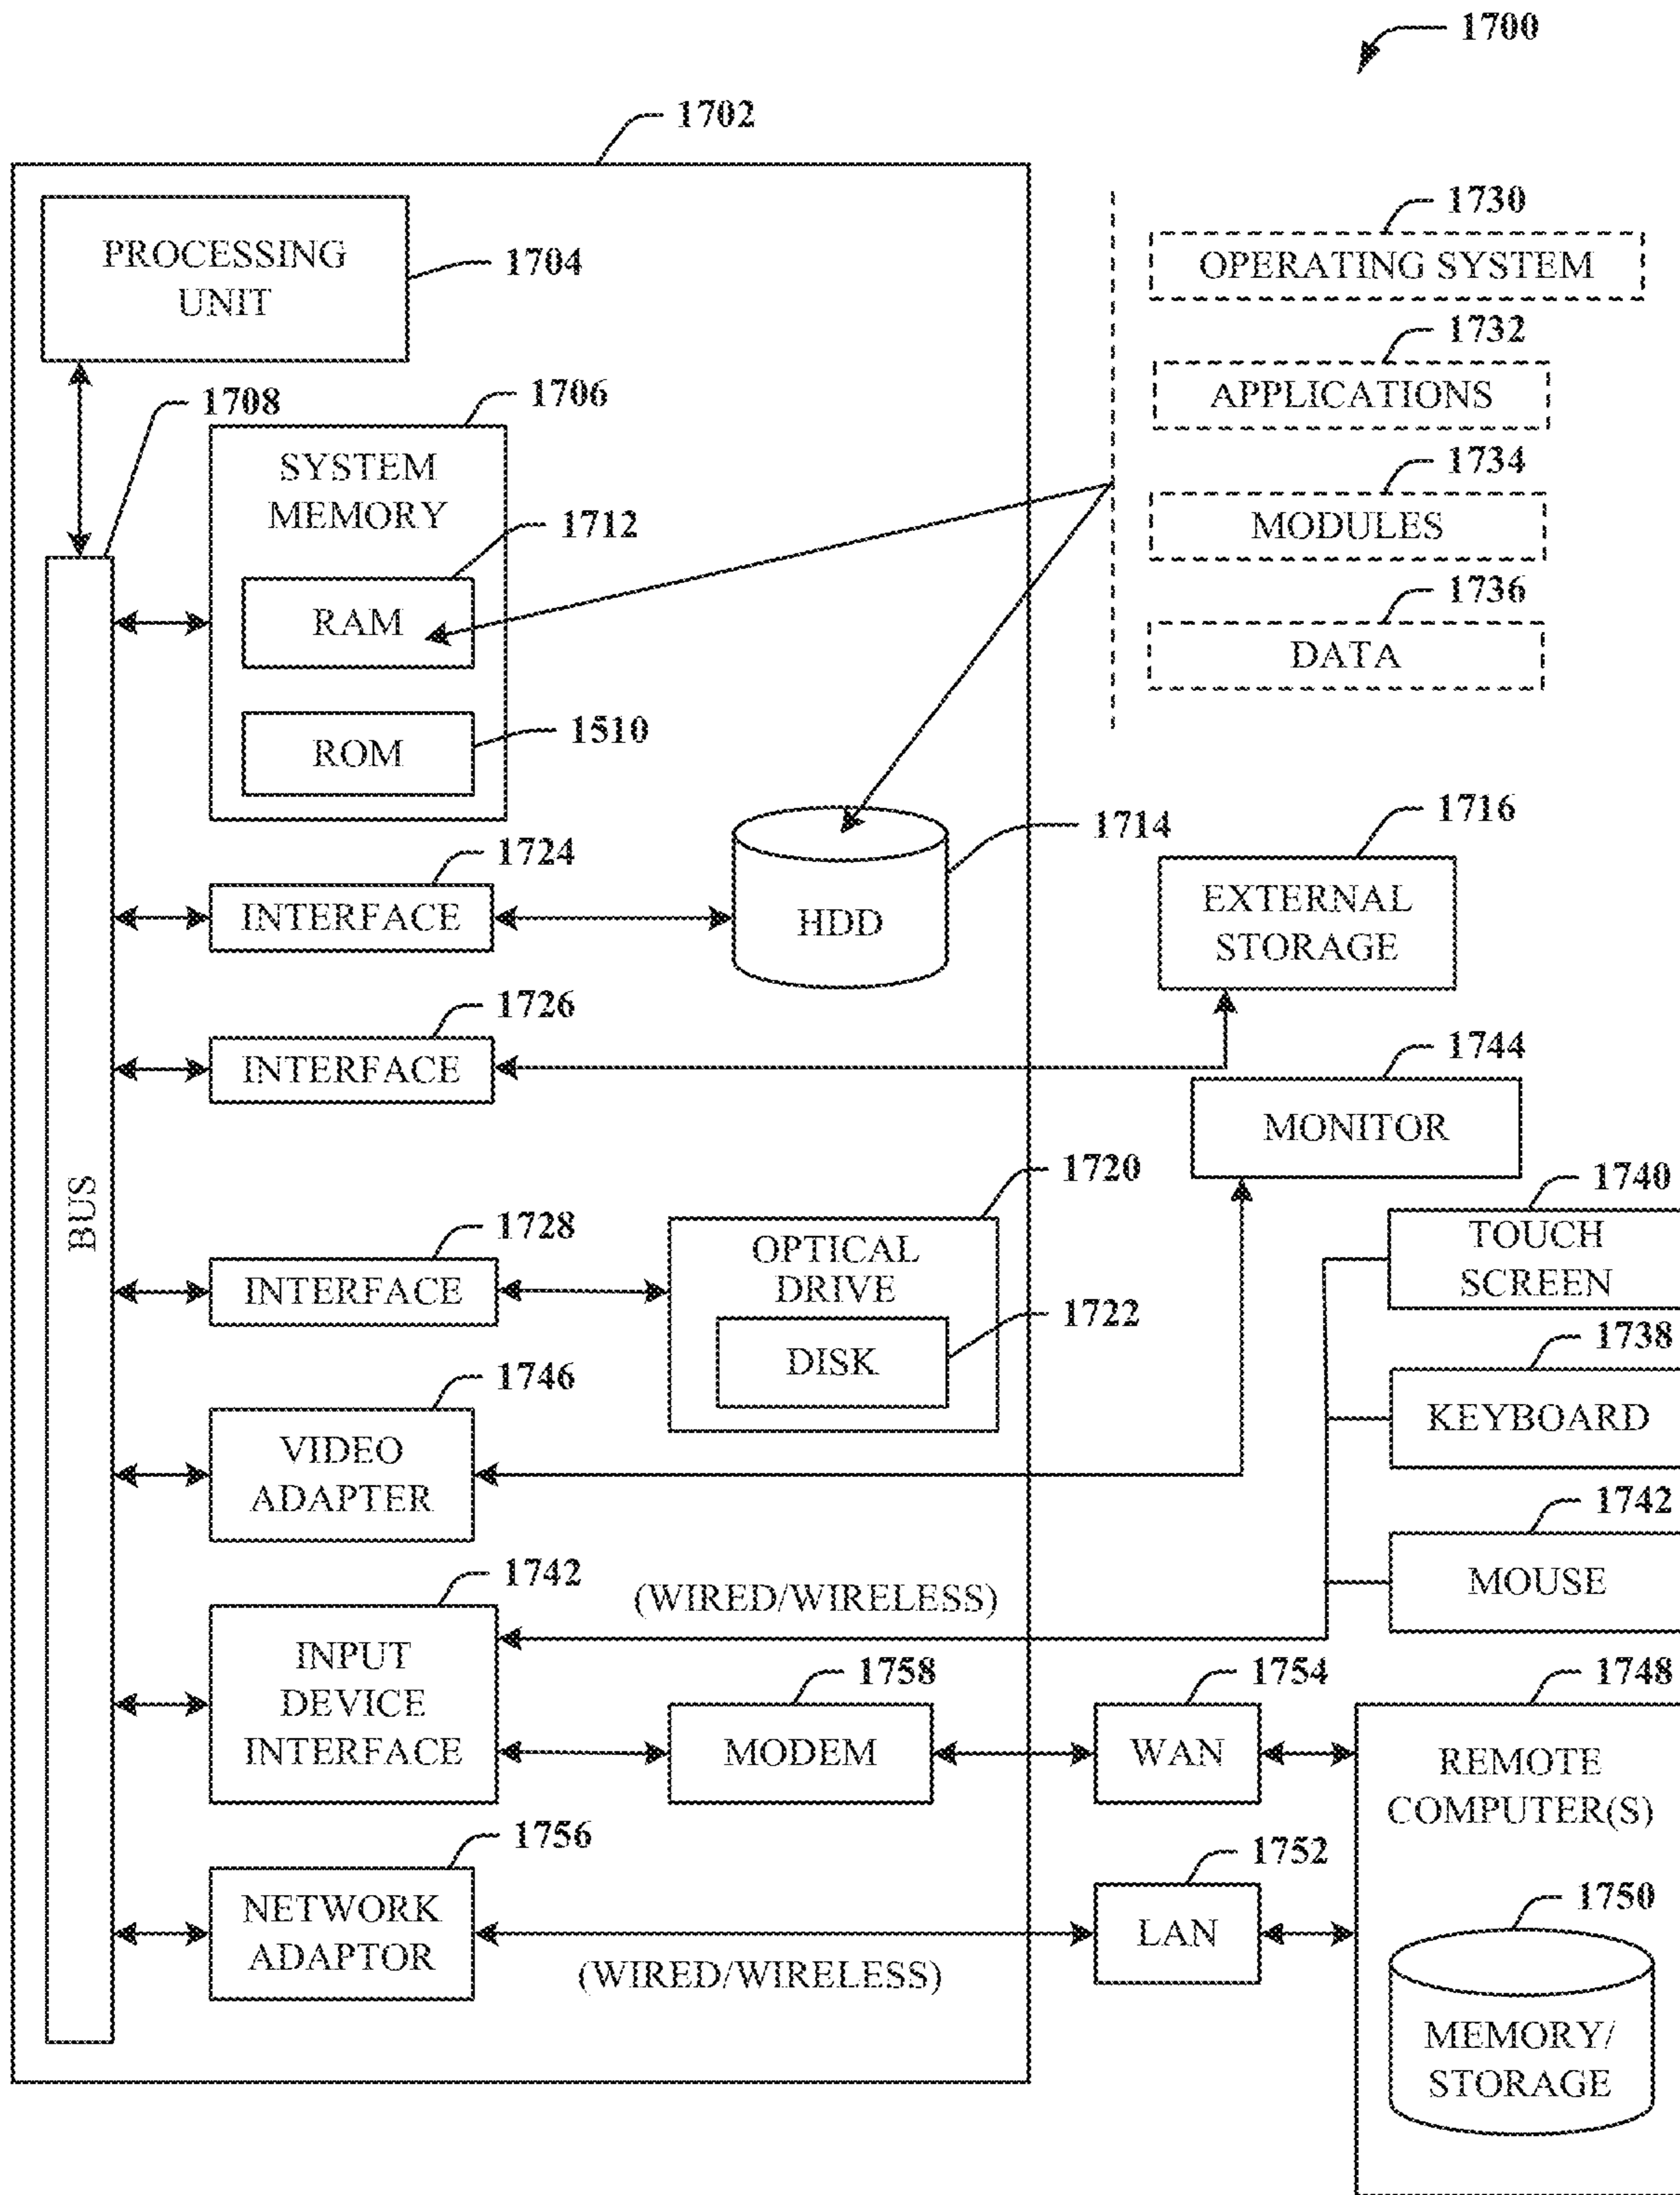 1700
1702
PROCESSING
UNIT
1704
1730
OPERATING SYSTEM
1732
APPLICATIONS
1734
MODULES
1736
DATA
1708
1706
SYSTEM
MEMORY
1712
RAM
1510
ROM
1724
INTERFACE
1714
HDD
1716
EXTERNAL
STORAGE
1726
INTERFACE
1744
MONITOR
BUS
1728
INTERFACE
1720
OPTICAL
DRIVE
1722
DISK
1740
TOUCH
SCREEN
1738
KEYBOARD
1742
MOUSE
1746
VIDEO
ADAPTER
1742
INPUT
DEVICE
INTERFACE
(WIRED/WIRELESS)
1758
MODEM
1754
WAN
1748
REMOTE
COMPUTER(S)
1756
NETWORK
ADAPTOR
(WIRED/WIRELESS)
1752
LAN
1750
MEMORY/
STORAGE